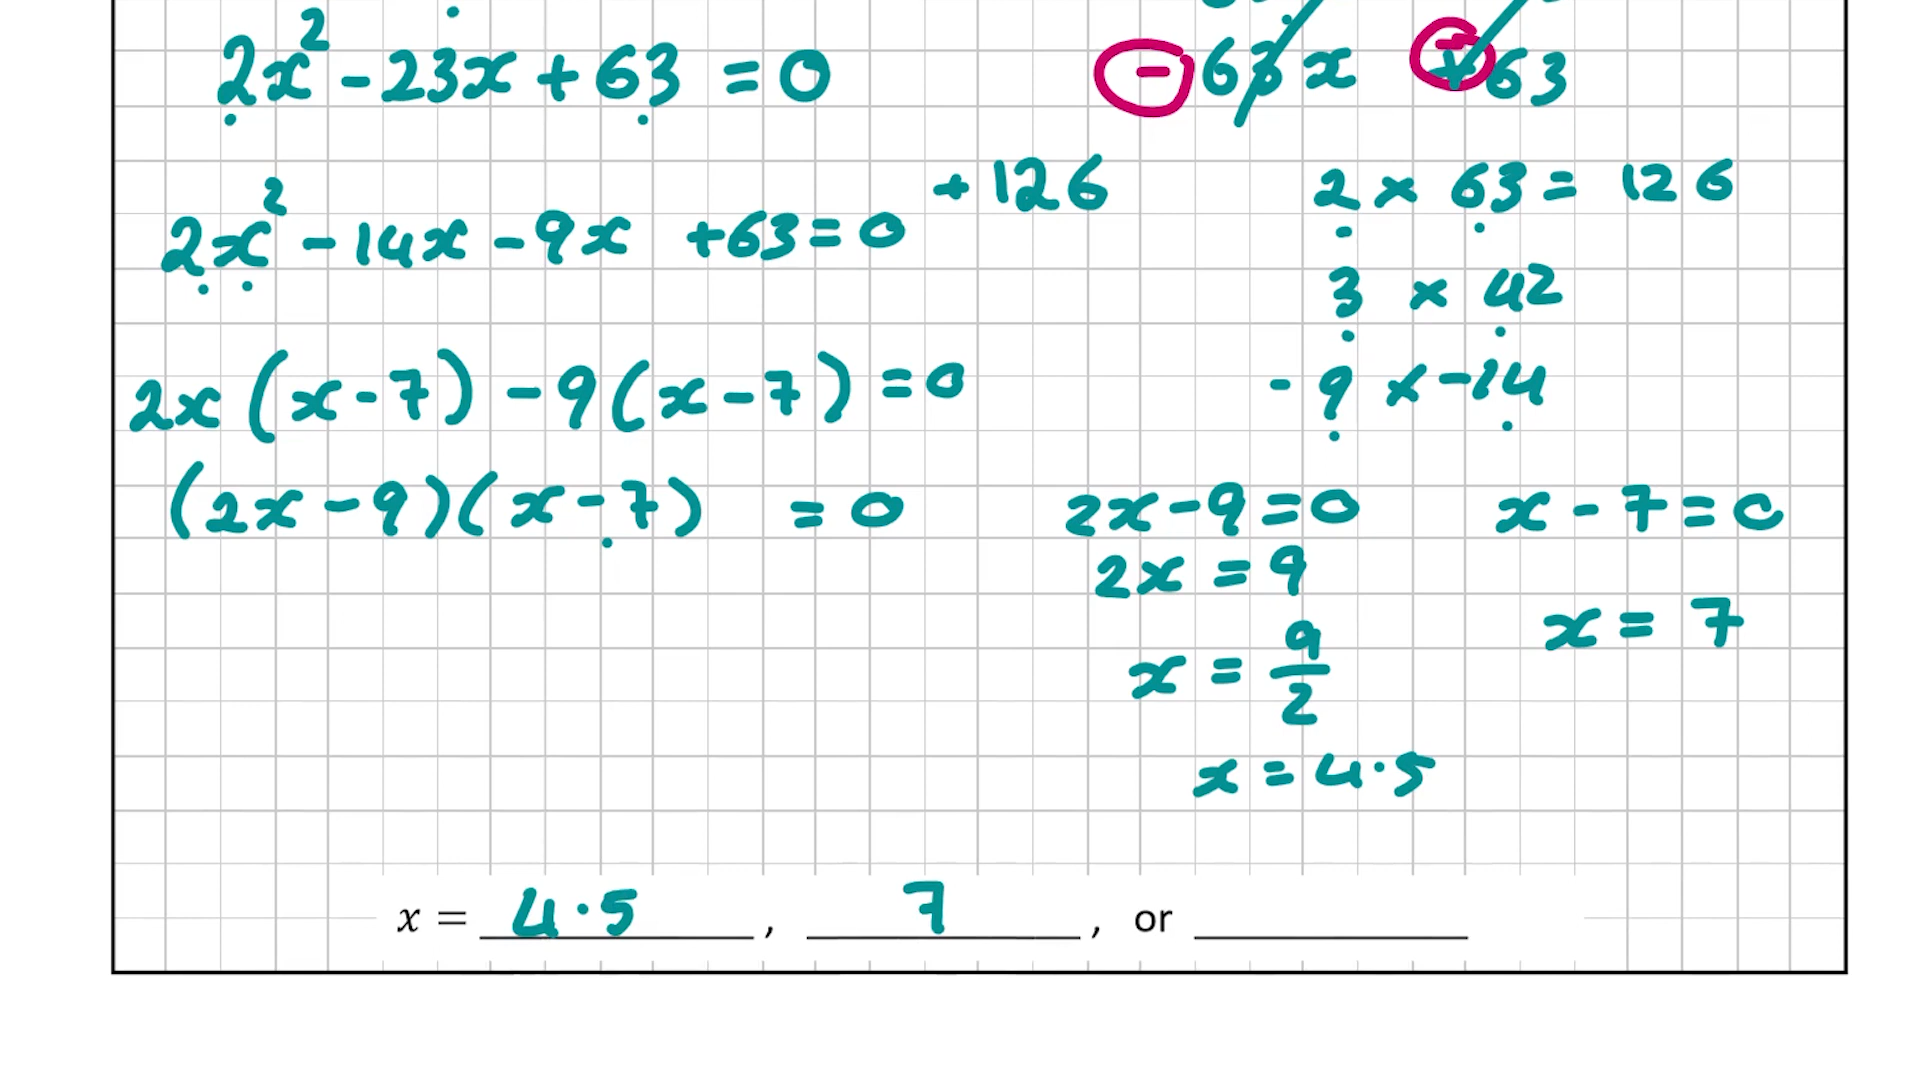 2x² - 23x + 63 = 0
- 63x + 63
+ 126
2 x 63 = 126
2x² - 14x - 9x + 63 = 0
3 x 42
2x (x - 7) - 9 (x - 7) = 0
- 9 x - 14
(2x - 9)(x - 7) = 0
2x - 9 = 0
x - 7 = 0
2x = 9
x = 9/2
x = 7
x = 4·5
x = 4·5 , 7 , or